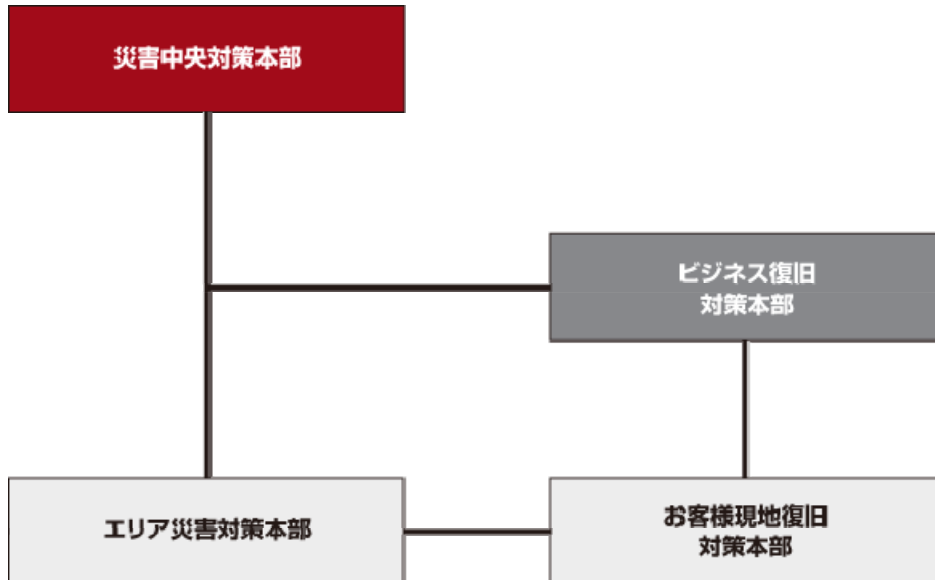 災害中央対策本部
ビジネス復旧
対策本部
エリア災害対策本部
お客様現地復旧
対策本部